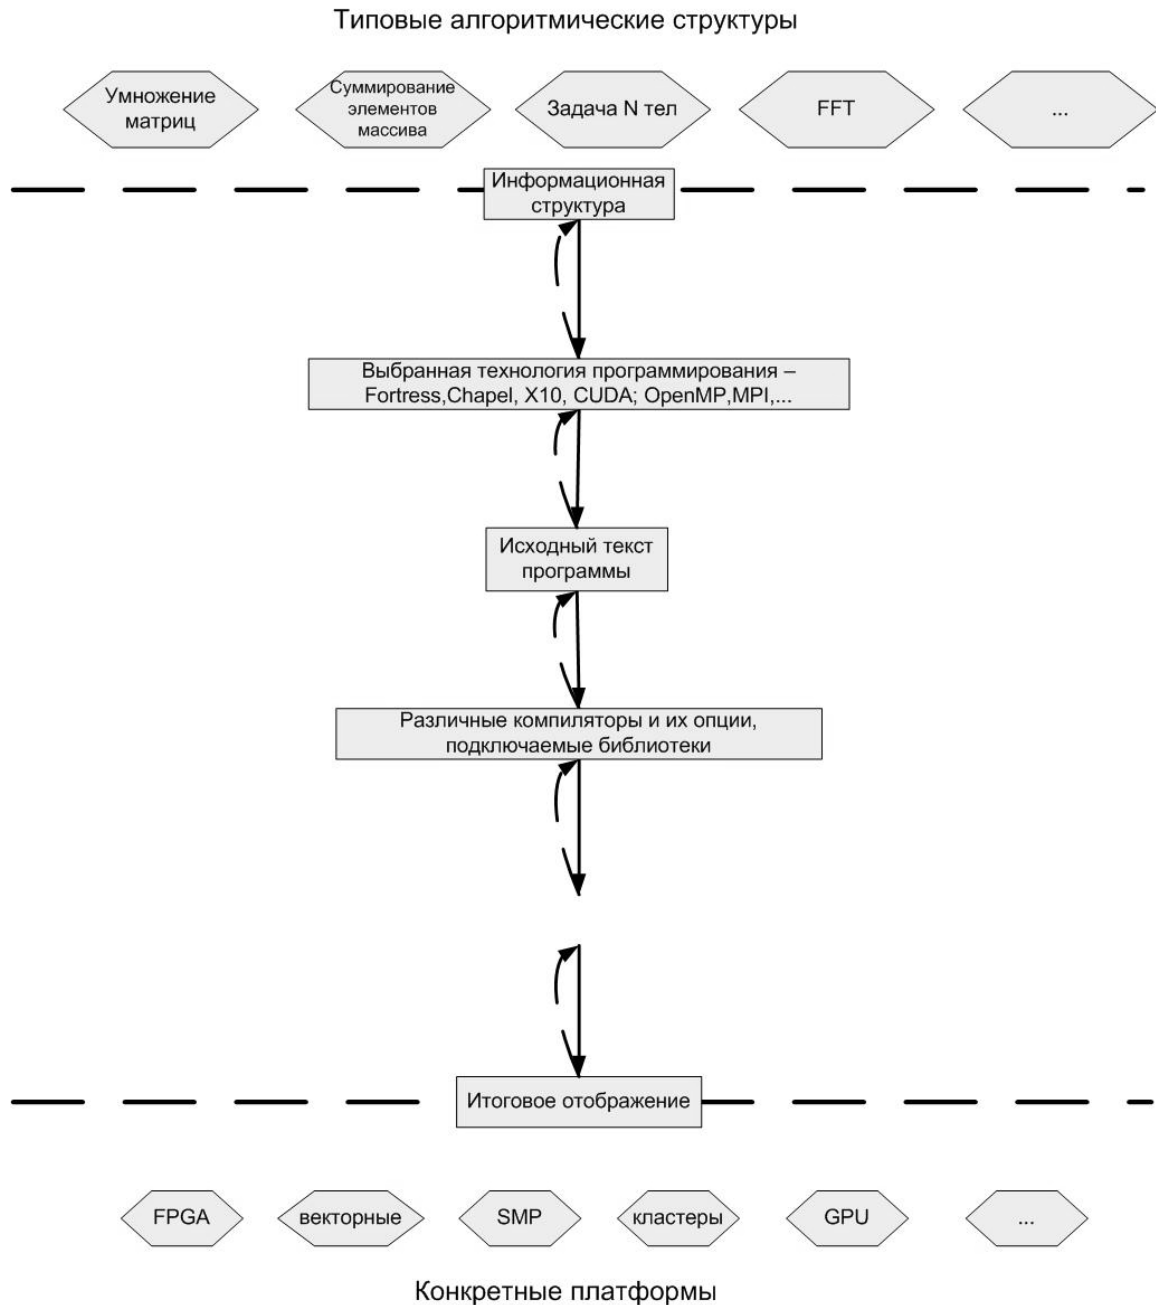 Типовые алгоритмические структуры
Умножение
матриц
Суммирование
элементов
массива
Задача N тел
FFT
...
Информационная
структура
Выбранная технология программирования –
Fortress,Chapel, X10, CUDA; OpenMP,MPI,...
Исходный текст
программы
Различные компиляторы и их опции,
подключаемые библиотеки
Итоговое отображение
FPGA
векторные
SMP
кластеры
GPU
...
Конкретные платформы